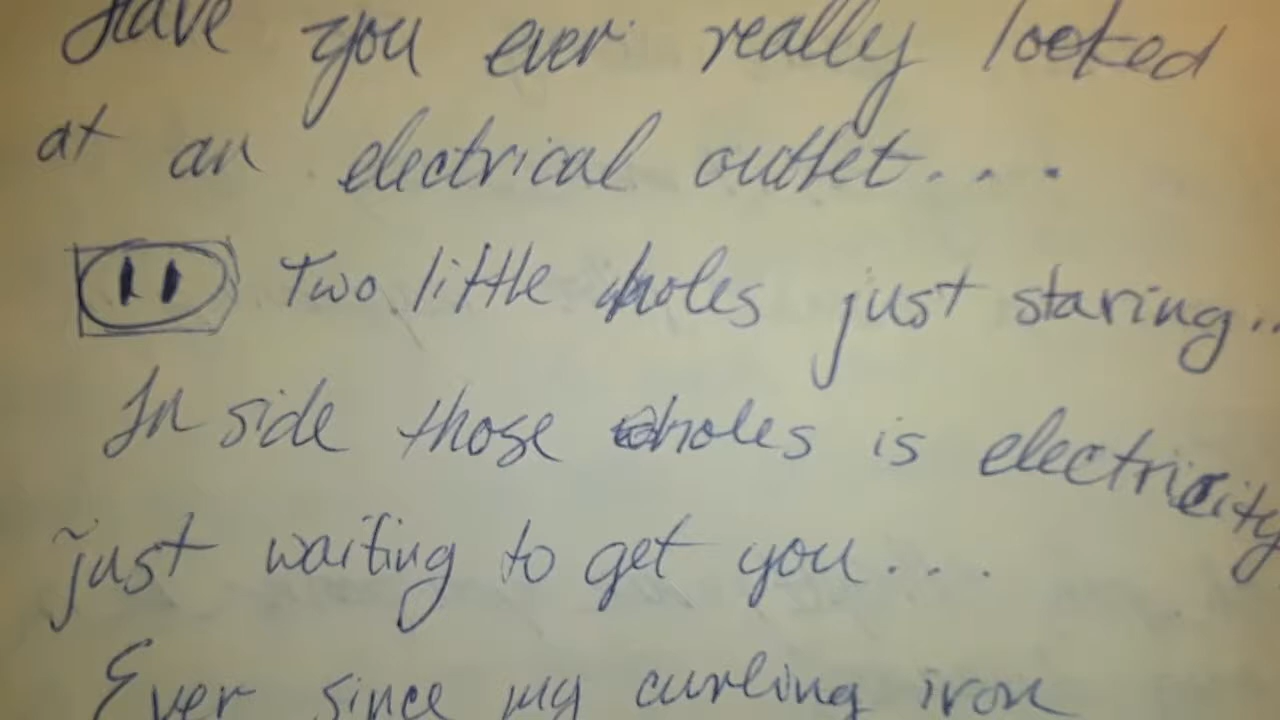 Have you ever really looked
at an electrical outlet....
Two little holes just staring..
In side those holes is electricity
just waiting to get you....
Ever since my curling iron